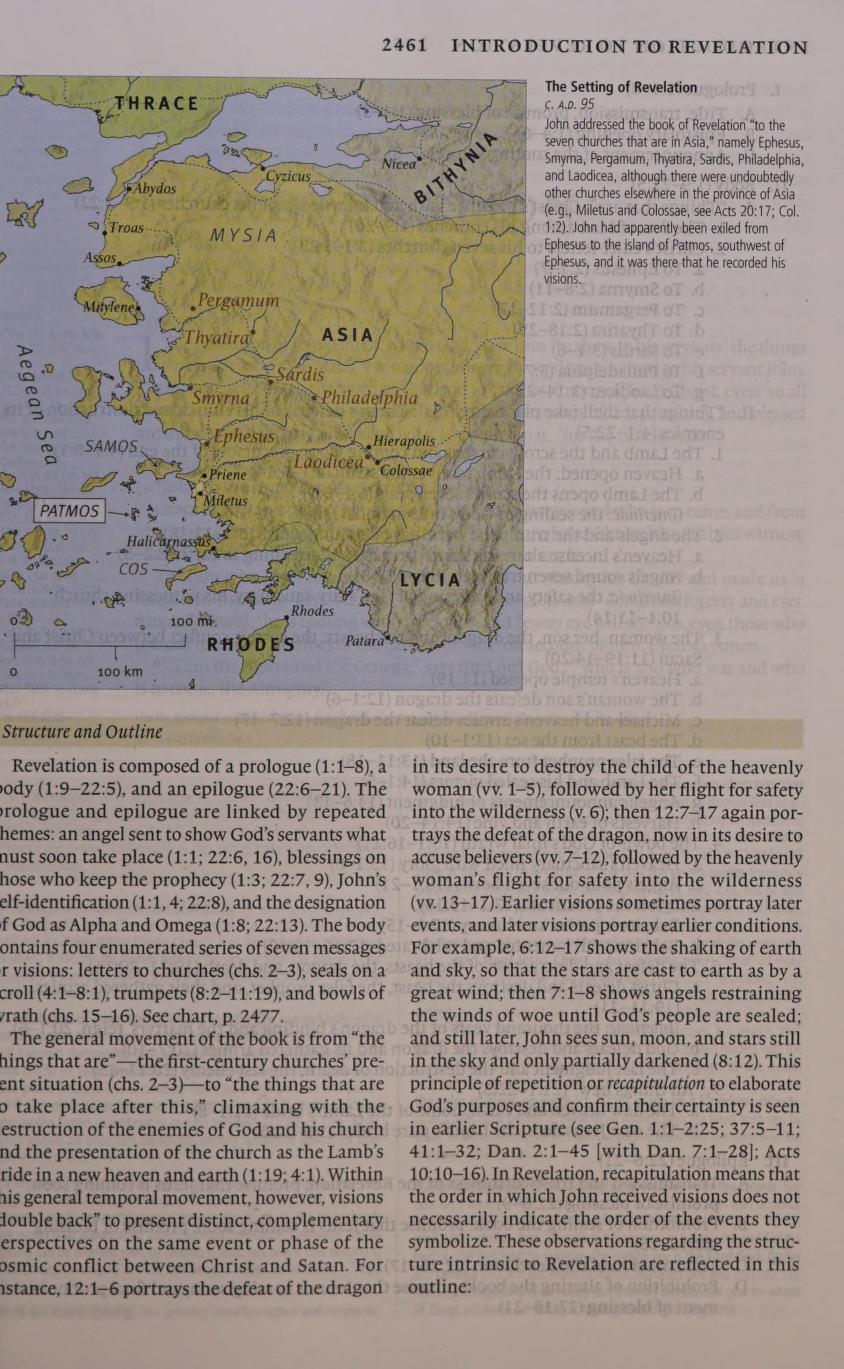 2461 INTRODUCTION TO REVELATION
THRACE
Nicea
BITHYNIA
Cyzicus
Abydos
Troas
MYSIA
Assos
Mitylene
Pergamum
Thyatira
ASIA
Aegean Sea
Sardis
Smyrna
Philadelphia
Ephesus
Hierapolis
SAMOS
Laodicea
Colossae
Priene
Miletus
PATMOS
Halicarnassus
COS
LYCIA
Rhodes
0
100 mi.
RHODES
Patara
0
100 km
The Setting of Revelation
C. A.D. 95
John addressed the book of Revelation “to the
seven churches that are in Asia,” namely Ephesus,
Smyrna, Pergamum, Thyatira, Sardis, Philadelphia,
and Laodicea, although there were undoubtedly
other churches elsewhere in the province of Asia
(e.g., Miletus and Colossae, see Acts 20:17; Col.
1:2). John had apparently been exiled from
Ephesus to the island of Patmos, southwest of
Ephesus, and it was there that he recorded his
visions.
Structure and Outline
Revelation is composed of a prologue (1:1–8), a
ody (1:9–22:5), and an epilogue (22:6–21). The
rologue and epilogue are linked by repeated
hemes: an angel sent to show God’s servants what
nust soon take place (1:1; 22:6, 16), blessings on
hose who keep the prophecy (1:3; 22:7, 9), John’s
elf-identification (1:1, 4; 22:8), and the designation
f God as Alpha and Omega (1:8; 22:13). The body
ontains four enumerated series of seven messages
r visions: letters to churches (chs. 2–3), seals on a
croll (4:1–8:1), trumpets (8:2–11:19), and bowls of
vrath (chs. 15–16). See chart, p. 2477.
The general movement of the book is from “the
hings that are”—the first-century churches’ pre-
ent situation (chs. 2–3)—to “the things that are
o take place after this,” climaxing with the
estruction of the enemies of God and his church
nd the presentation of the church as the Lamb’s
ride in a new heaven and earth (1:19; 4:1). Within
his general temporal movement, however, visions
double back” to present distinct, complementary
erspectives on the same event or phase of the
osmic conflict between Christ and Satan. For
nstance, 12:1–6 portrays the defeat of the dragon
in its desire to destroy the child of the heavenly
woman (vv. 1–5), followed by her flight for safety
into the wilderness (v. 6); then 12:7–17 again por-
trays the defeat of the dragon, now in its desire to
accuse believers (vv. 7–12), followed by the heavenly
woman’s flight for safety into the wilderness
(vv. 13–17). Earlier visions sometimes portray later
events, and later visions portray earlier conditions.
For example, 6:12–17 shows the shaking of earth
and sky, so that the stars are cast to earth as by a
great wind; then 7:1–8 shows angels restraining
the winds of woe until God’s people are sealed;
and still later, John sees sun, moon, and stars still
in the sky and only partially darkened (8:12). This
principle of repetition or recapitulation to elaborate
God’s purposes and confirm their certainty is seen
in earlier Scripture (see Gen. 1:1–2:25; 37:5–11;
41:1–32; Dan. 2:1–45 [with Dan. 7:1–28]; Acts
10:10–16). In Revelation, recapitulation means that
the order in which John received visions does not
necessarily indicate the order of the events they
symbolize. These observations regarding the struc-
ture intrinsic to Revelation are reflected in this
outline: